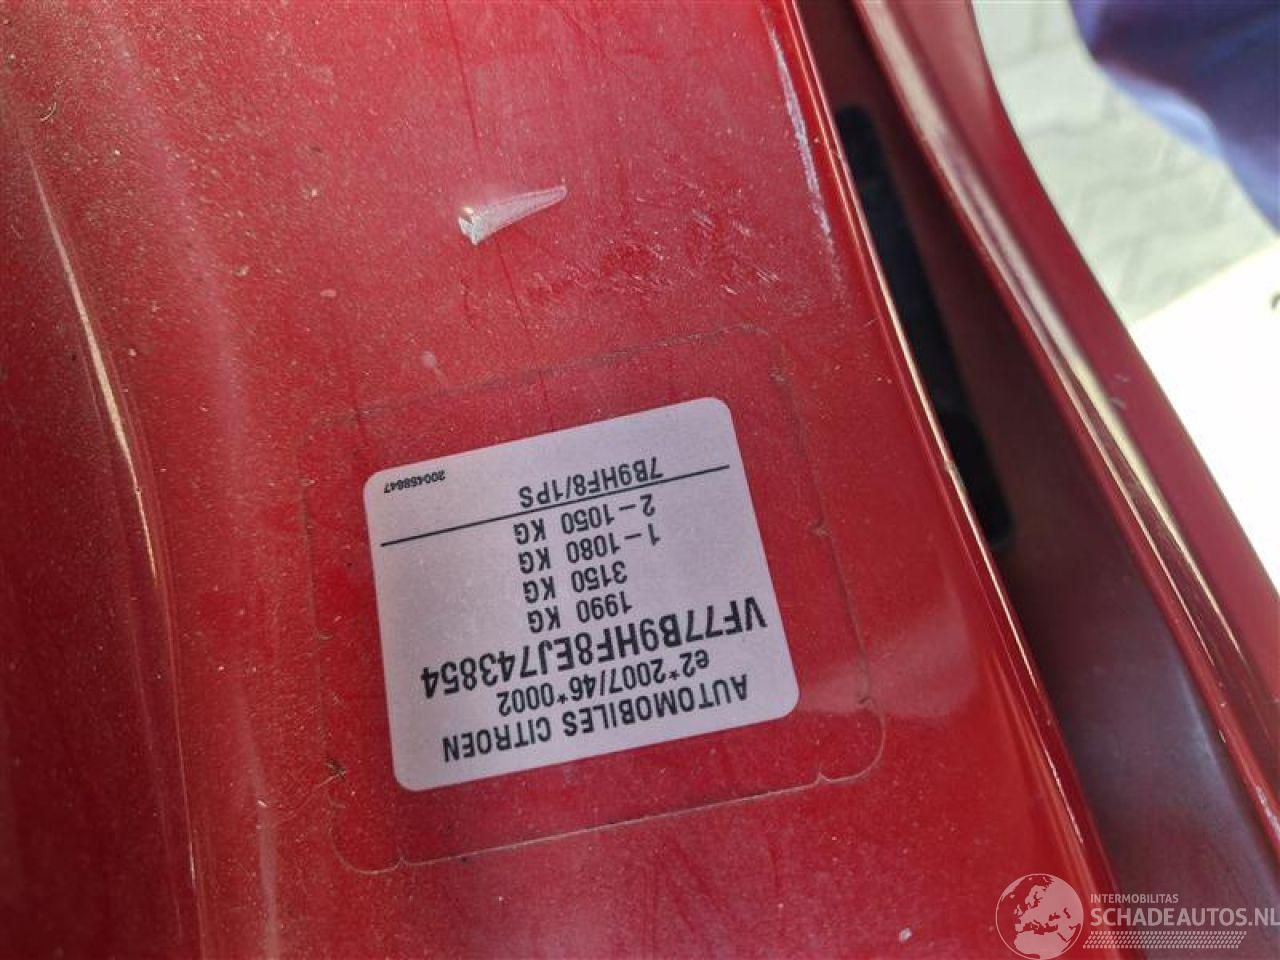 AUTOMOBILES CITROEN
e2*2007/46*0002
VF77B9HF8EJ743854
1990 KG
3150 KG
1-1080 KG
2-1050 KG
7B9HF8/1PS
200458647
INTERMOBILITAS
SCHADEAUTOS.NL